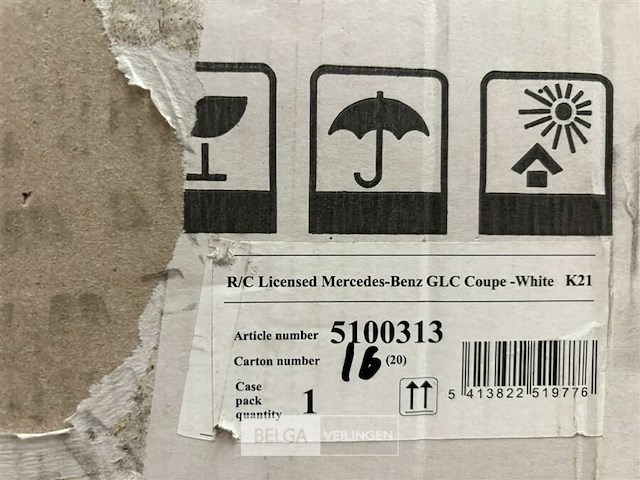 R/C Licensed Mercedes-Benz GLC Coupe -White K21
Article number 5100313
Carton number 16 (20)
Case
pack
quantity 1
5 413822 519776
BELGA VEILINGEN